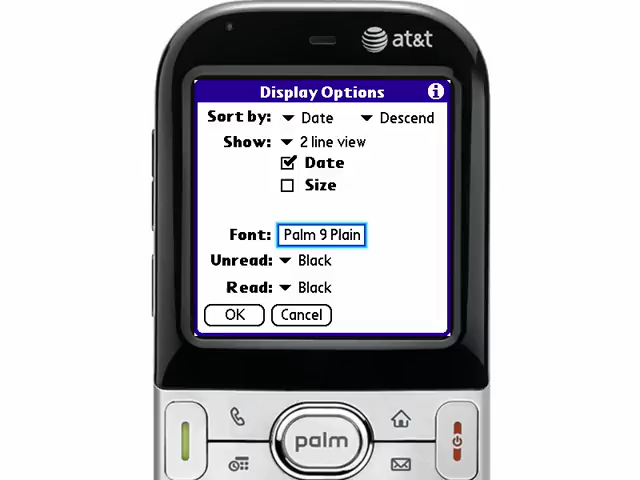 at&t
Display Options
Sort by: Date Descend
Show: 2 line view
Date
Size
Font: Palm 9 Plain
Unread: Black
Read: Black
OK Cancel
palm